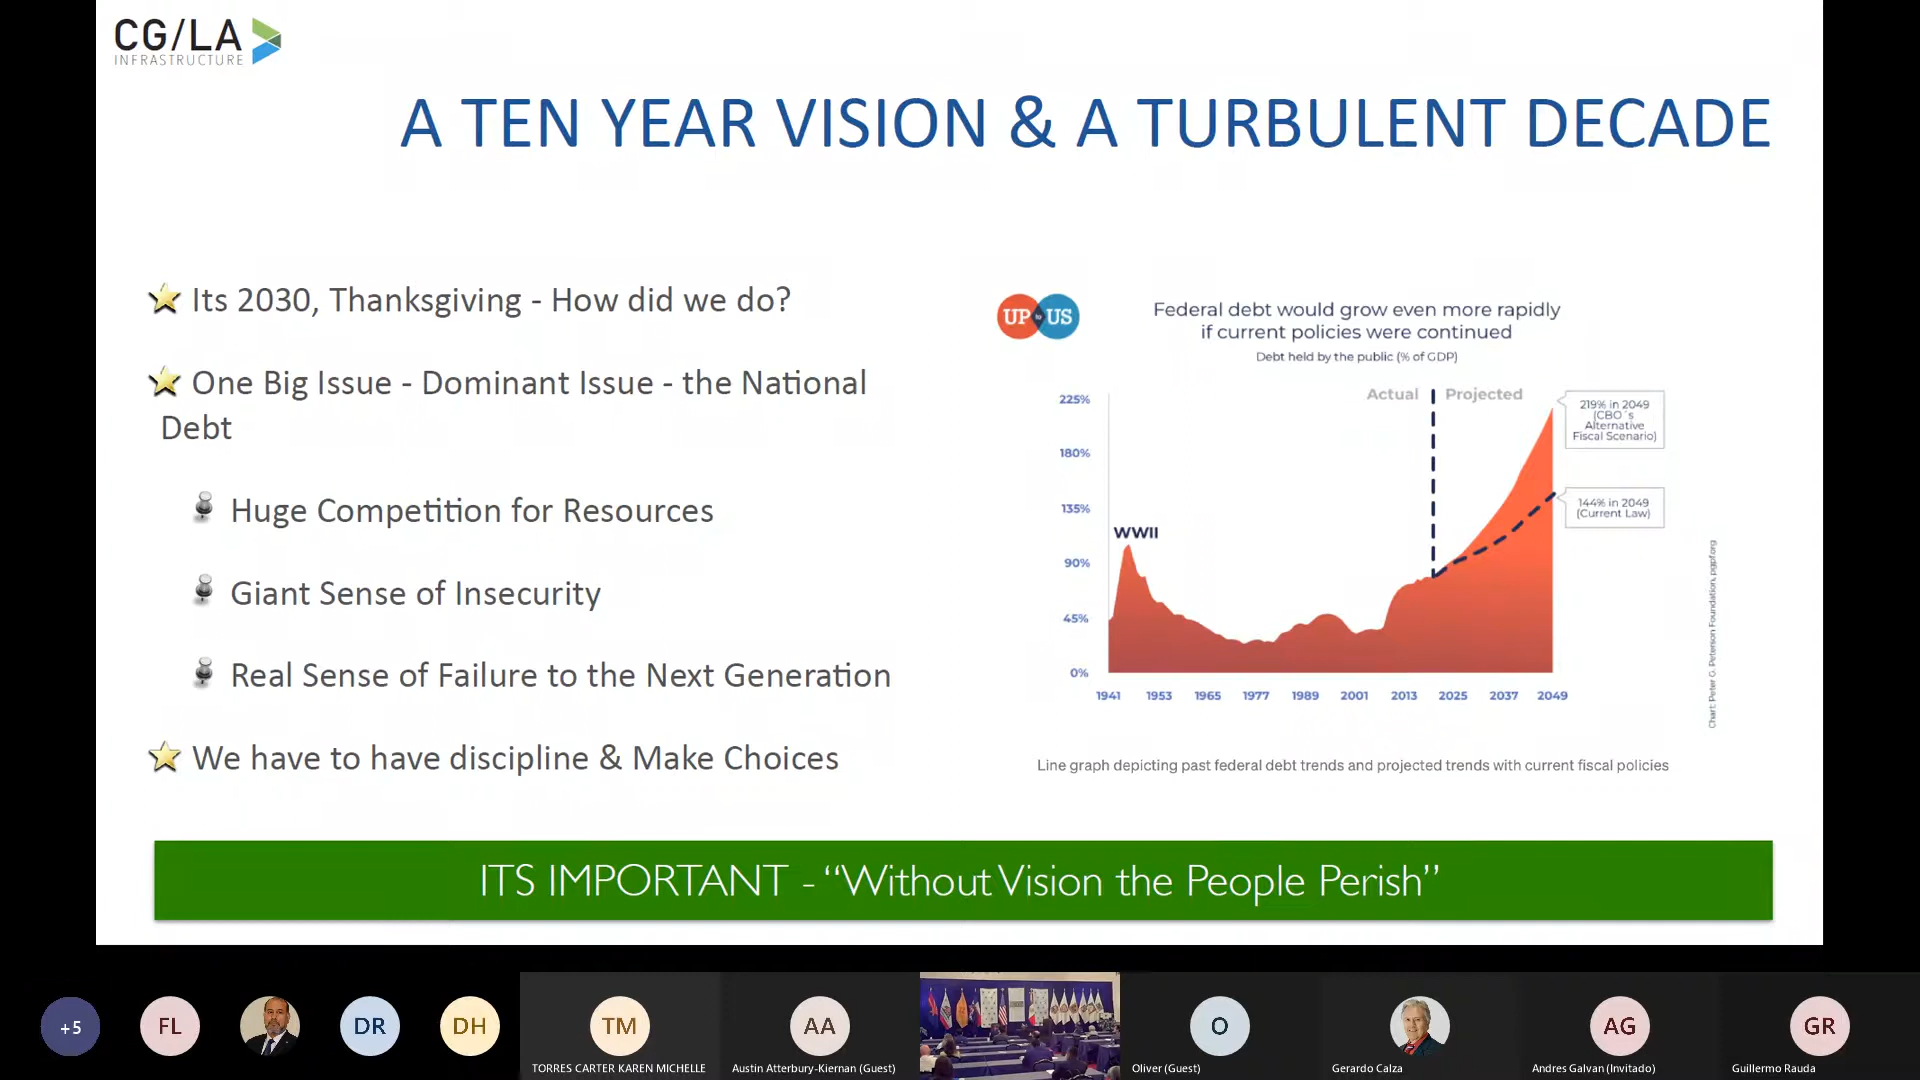 CG/LA
INFRASTRUCTURE
A TEN YEAR VISION & A TURBULENT DECADE
Its 2030, Thanksgiving - How did we do?
One Big Issue - Dominant Issue - the National
Debt
Huge Competition for Resources
Giant Sense of Insecurity
Real Sense of Failure to the Next Generation
We have to have discipline & Make Choices
UP to US
Federal debt would grow even more rapidly
if current policies were continued
Debt held by the public (% of GDP)
Actual
Projected
225%
180%
135%
90%
45%
0%
WWII
219% in 2049
(CBO´s
Alternative
Fiscal Scenario)
144% in 2049
(Current Law)
1941 1953 1965 1977 1989 2001 2013 2025 2037 2049
Chart: Peter G. Peterson Foundation, pgpf.org
Line graph depicting past federal debt trends and projected trends with current fiscal policies
ITS IMPORTANT - “Without Vision the People Perish”
+5
FL
DR
DH
TM
TORRES CARTER KAREN MICHELLE
AA
Austin Atterbury-Kiernan (Guest)
O
Oliver (Guest)
Gerardo Calza
AG
Andres Galvan (Invitado)
GR
Guillermo Rauda